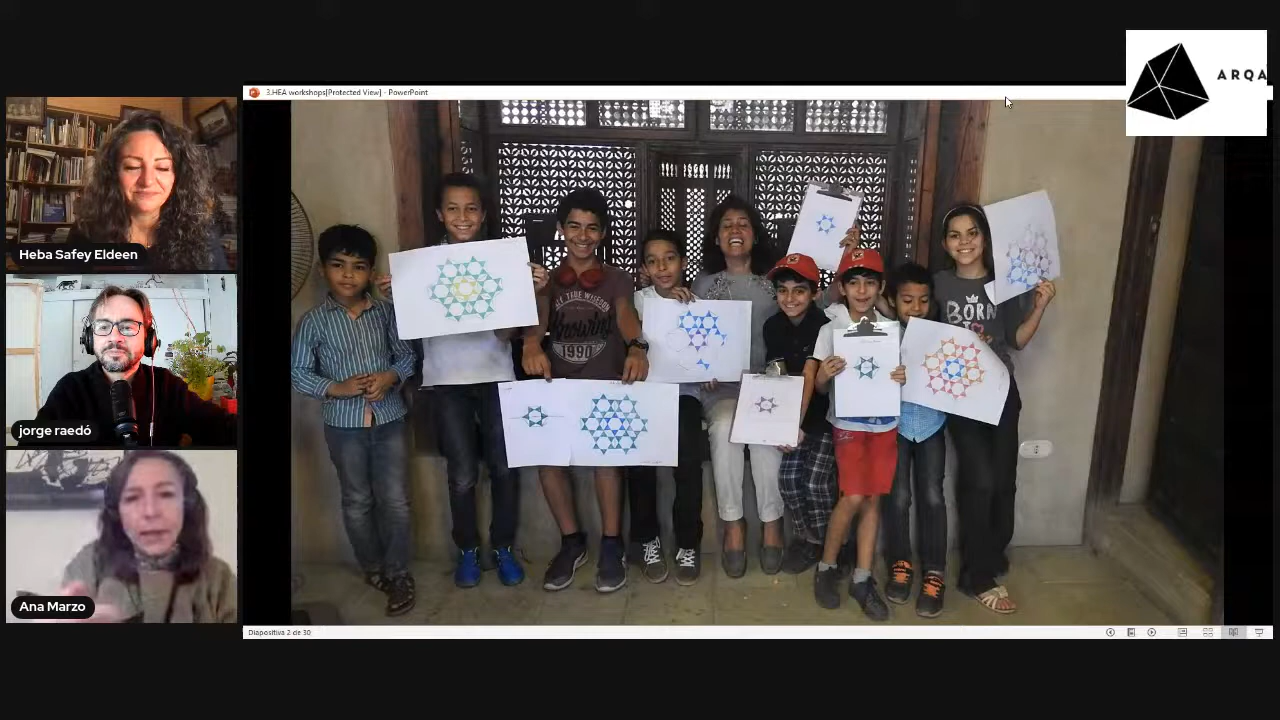 ARQA
3.HEA workshops[Protected View] - PowerPoint
Heba Safey Eldeen
jorge raedó
Ana Marzo
1990
BORN
Diapositiva 2 de 30